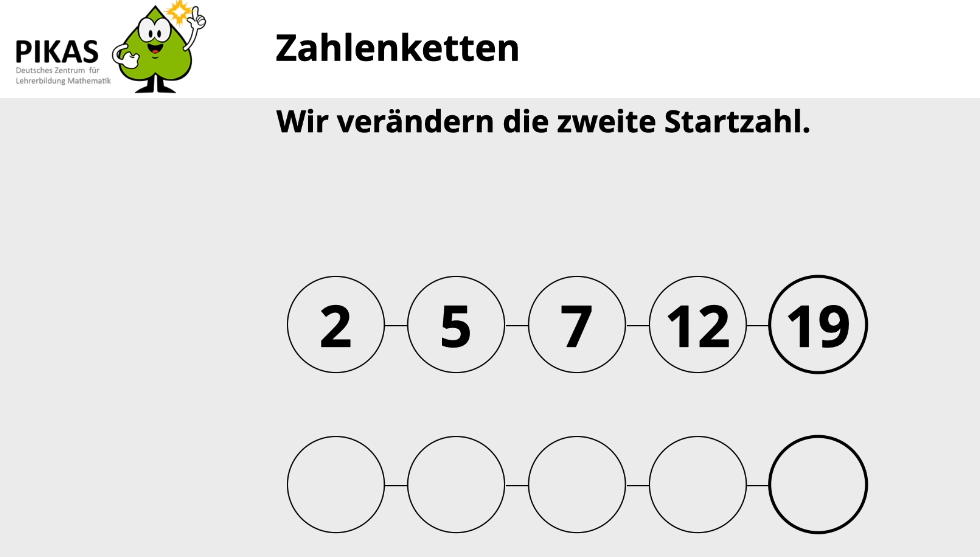 PIKAS
Deutsches Zentrum für
Lehrerbildung Mathematik
Zahlenketten
Wir verändern die zweite Startzahl.
2 5 7 12 19